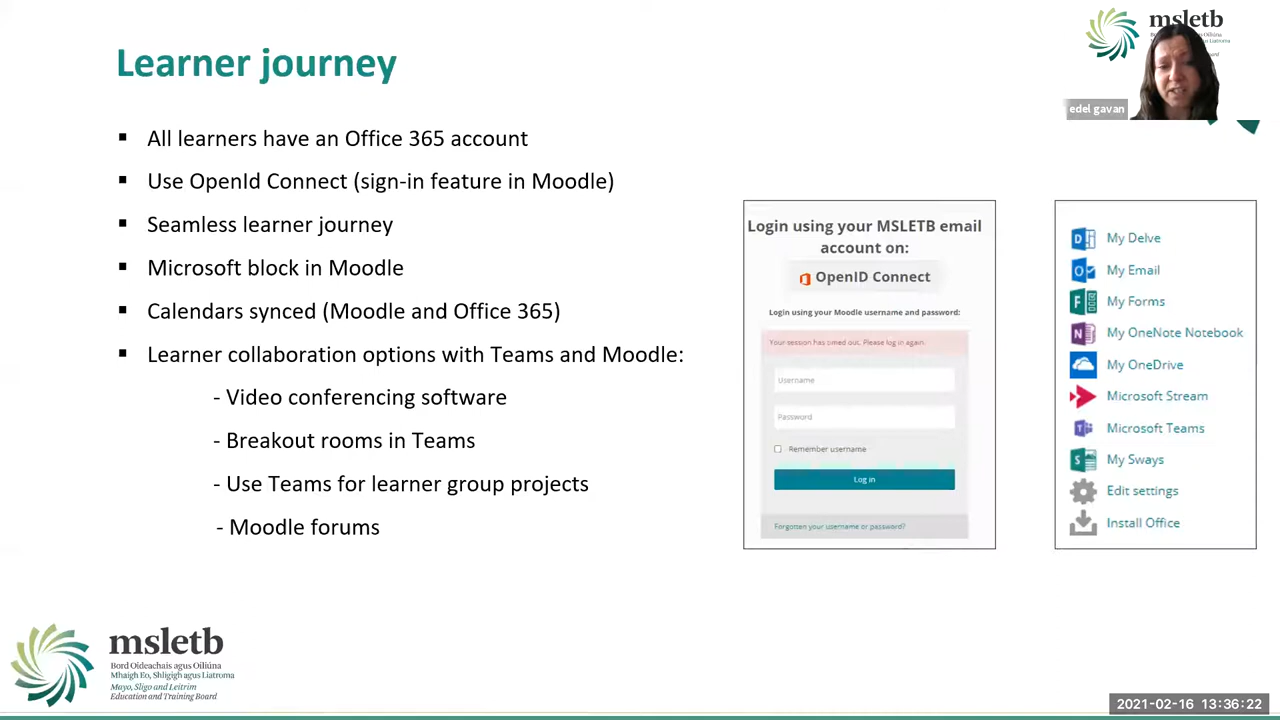 Learner journey
msletb
edel gavan
All learners have an Office 365 account
Use OpenId Connect (sign-in feature in Moodle)
Seamless learner journey
Microsoft block in Moodle
Calendars synced (Moodle and Office 365)
Learner collaboration options with Teams and Moodle:
- Video conferencing software
- Breakout rooms in Teams
- Use Teams for learner group projects
- Moodle forums
Login using your MSLETB email
account on:
OpenID Connect
Login using your Moodle username and password:
Your session has timed out. Please log in again.
Username
Password
Remember username
Log in
Forgotten your username or password?
My Delve
My Email
My Forms
My OneNote Notebook
My OneDrive
Microsoft Stream
Microsoft Teams
My Sways
Edit settings
Install Office
msletb
Bord Oideachais agus Oiliúna
Mhaigh Eo, Shligigh agus Liatroma
Mayo, Sligo and Leitrim
Education and Training Board
2021-02-16 13:36:22